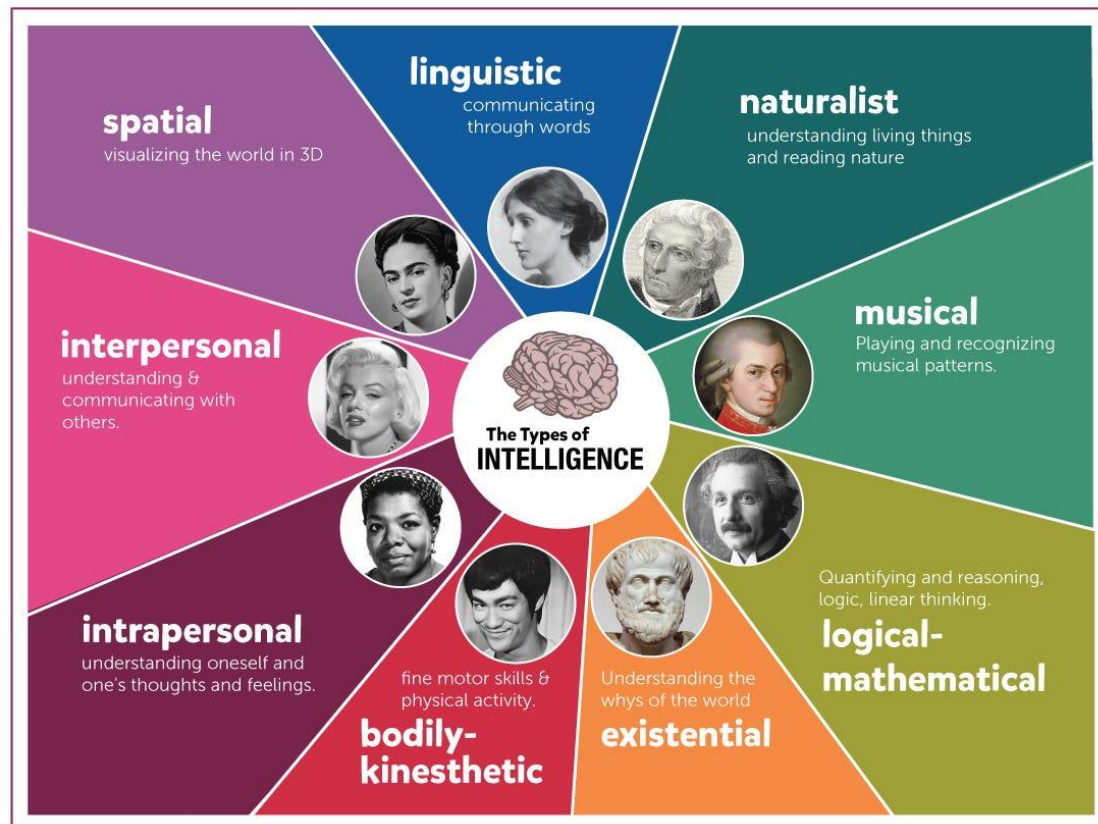 linguistic
communicating
through words
naturalist
understanding living things
and reading nature
spatial
visualizing the world in 3D
musical
Playing and recognizing
musical patterns.
interpersonal
understanding &
communicating with
others.
The Types of
INTELLIGENCE
Quantifying and reasoning,
logic, linear thinking.
logical-
mathematical
intrapersonal
understanding oneself and
one's thoughts and feelings.
fine motor skills &
physical activity.
bodily-
kinesthetic
Understanding the
whys of the world
existential